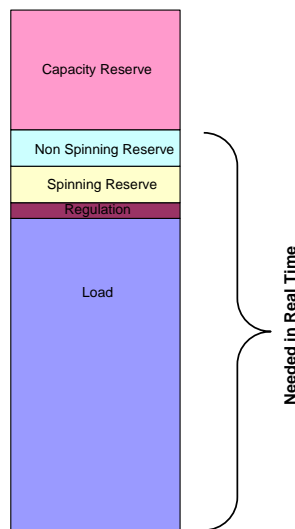 Capacity Reserve
Non Spinning Reserve
Spinning Reserve
Regulation
Load
Needed in Real Time